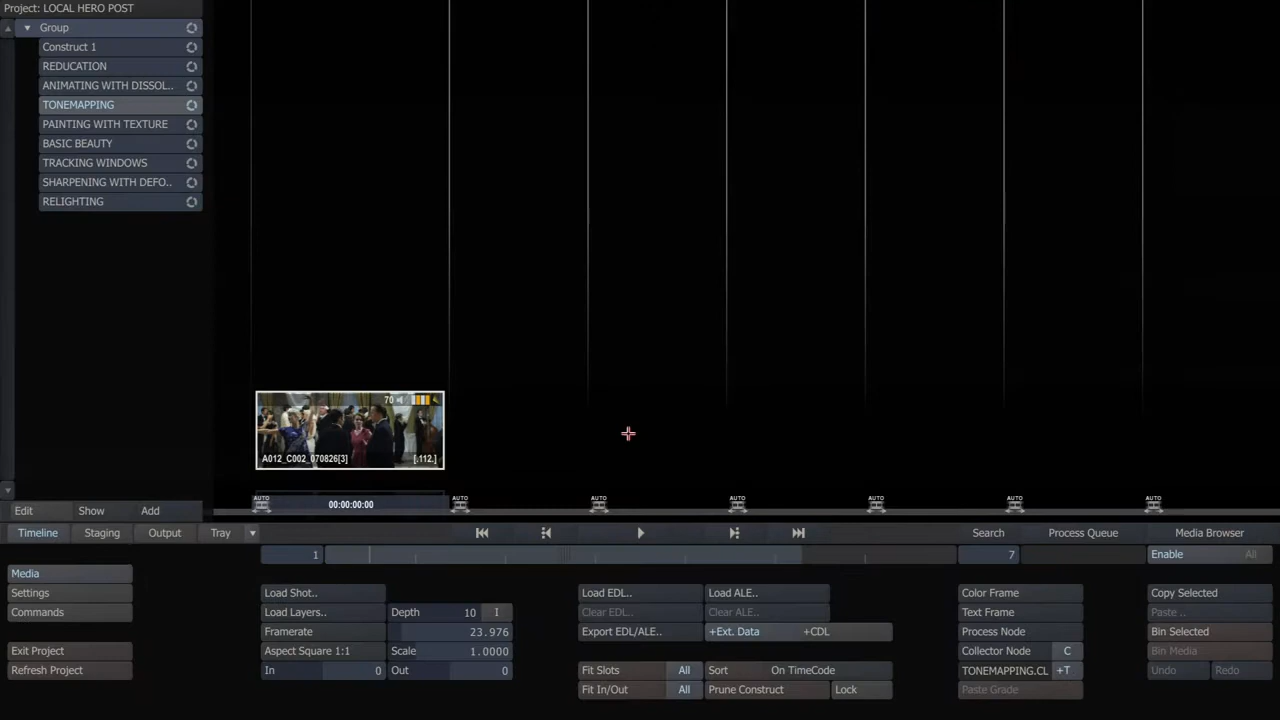 Project: LOCAL HERO POST
Group
Construct 1
REDUCATION
ANIMATING WITH DISSOL..
TONEMAPPING
PAINTING WITH TEXTURE
BASIC BEAUTY
TRACKING WINDOWS
SHARPENING WITH DEFO..
RELIGHTING
70
A012_C002_070826[3] [.112.]
AUTO AUTO AUTO AUTO AUTO AUTO AUTO
00:00:00:00
Edit Show Add
Timeline Staging Output Tray Search Process Queue Media Browser
1 7 Enable All
Media
Settings
Commands
Exit Project
Refresh Project
Load Shot..
Load Layers.. Depth 10 I
Framerate 23.976
Aspect Square 1:1 Scale 1.0000
In 0 Out 0
Load EDL.. Load ALE..
Clear EDL.. Clear ALE..
Export EDL/ALE.. +Ext. Data +CDL
Fit Slots All Sort On TimeCode
Fit In/Out All Prune Construct Lock
Color Frame
Text Frame
Process Node
Collector Node C
TONEMAPPING.CL +T
Paste Grade
Copy Selected
Paste ..
Bin Selected
Bin Media
Undo Redo